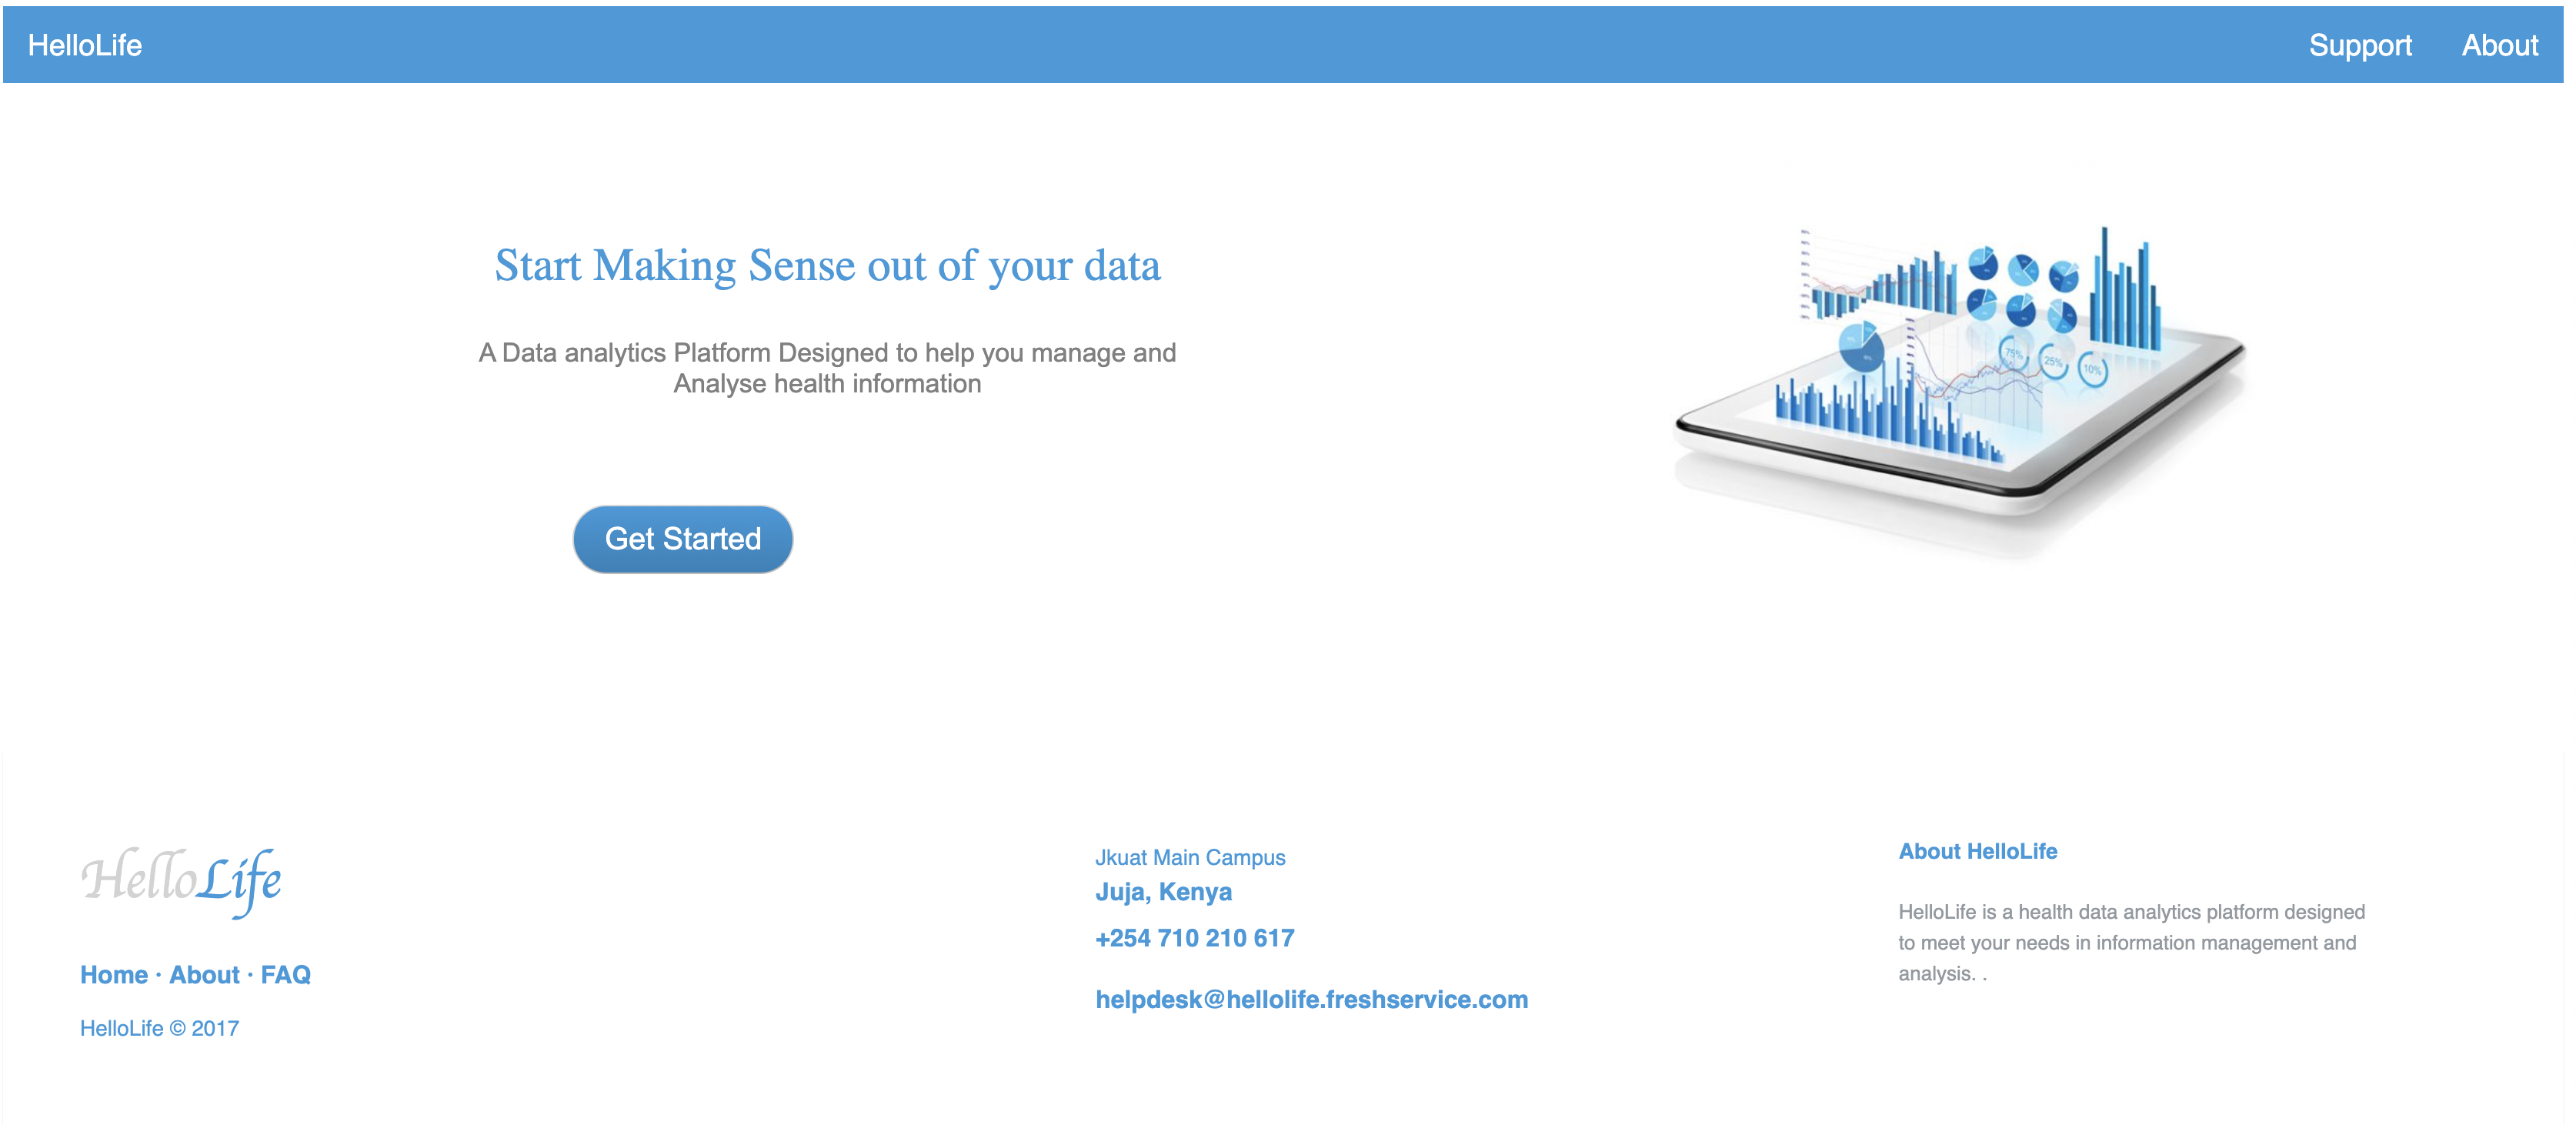 HelloLife
Support
About
Start Making Sense out of your data
A Data analytics Platform Designed to help you manage and
Analyse health information
75%
25%
10%
Get Started
HelloLife
Home · About · FAQ
HelloLife © 2017
Jkuat Main Campus
Juja, Kenya
+254 710 210 617
helpdesk@hellolife.freshservice.com
About HelloLife
HelloLife is a health data analytics platform designed
to meet your needs in information management and
analysis. .